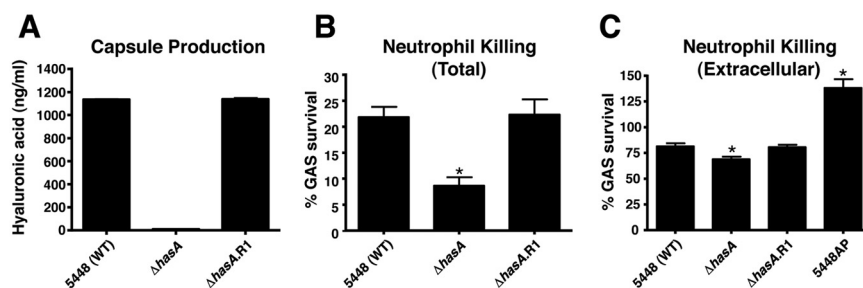 A
Capsule Production
Hyaluronic acid (ng/ml)
1400
1200
1000
800
600
400
200
0
5448 (WT)
ΔhasA
ΔhasA.R1
B
Neutrophil Killing
(Total)
% GAS survival
30
25
20
15
10
5
0
*
5448 (WT)
ΔhasA
ΔhasA.R1
C
Neutrophil Killing
(Extracellular)
% GAS survival
150
125
100
75
50
25
0
*
*
5448 (WT)
ΔhasA
ΔhasA.R1
5448AP